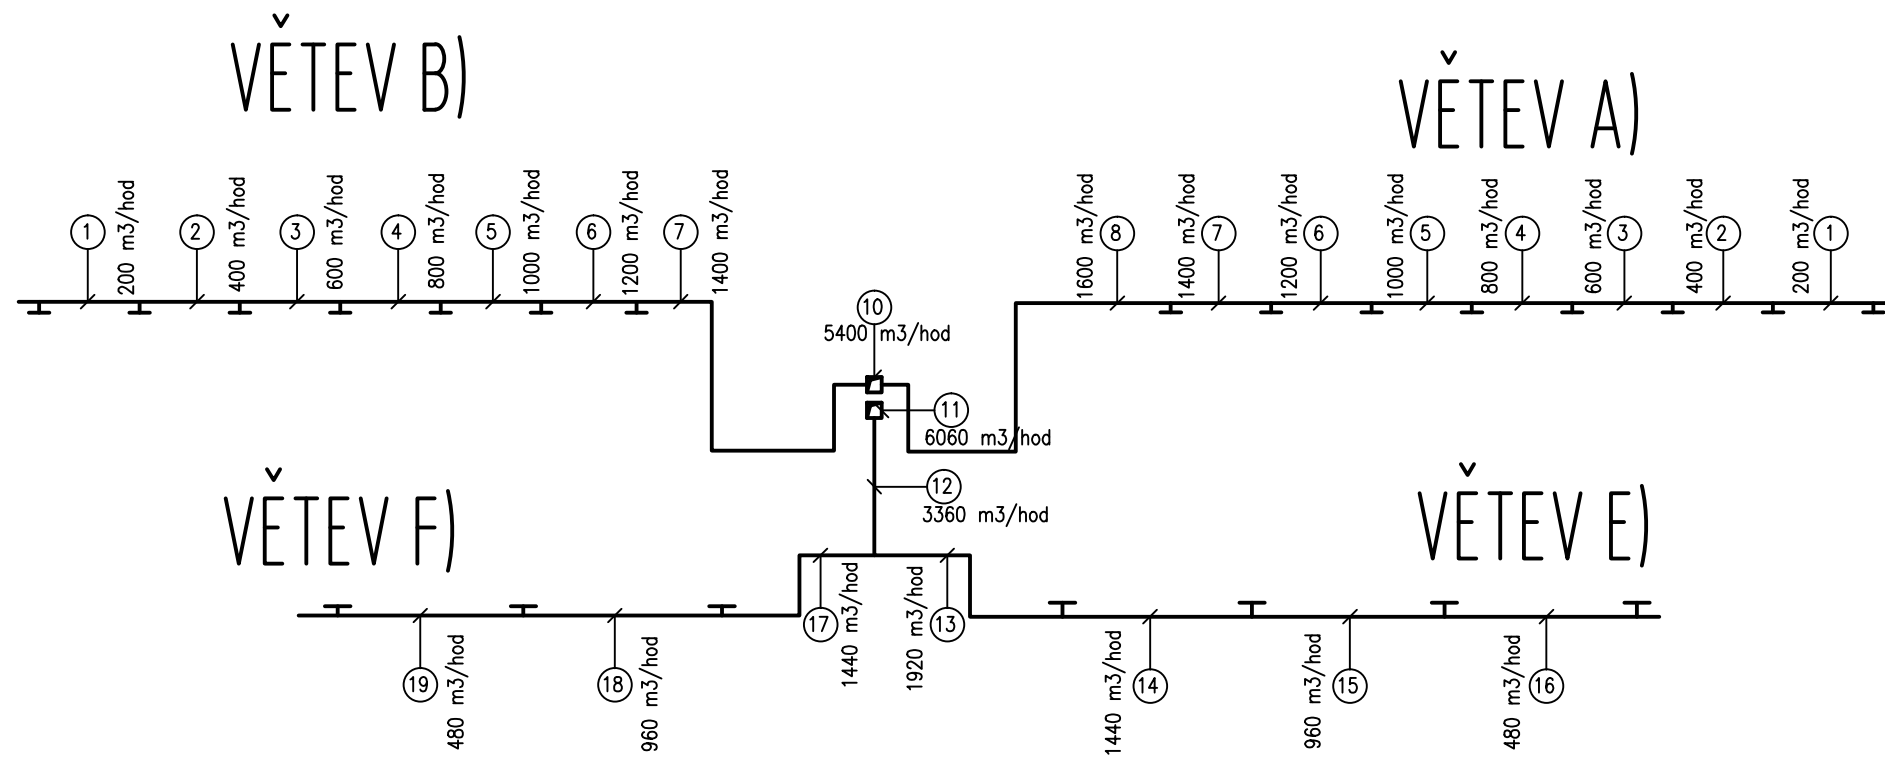 VĚTEV B)
VĚTEV A)
1
200 m3/hod
2
400 m3/hod
3
600 m3/hod
4
800 m3/hod
5
1000 m3/hod
6
1200 m3/hod
7
1400 m3/hod
1600 m3/hod
8
1400 m3/hod
7
1200 m3/hod
6
1000 m3/hod
5
800 m3/hod
4
600 m3/hod
3
400 m3/hod
2
200 m3/hod
1
10
5400 m3/hod
11
6060 m3/hod
12
3360 m3/hod
VĚTEV F)
VĚTEV E)
17
1440 m3/hod
1920 m3/hod
13
19
480 m3/hod
18
960 m3/hod
1440 m3/hod
14
960 m3/hod
15
480 m3/hod
16